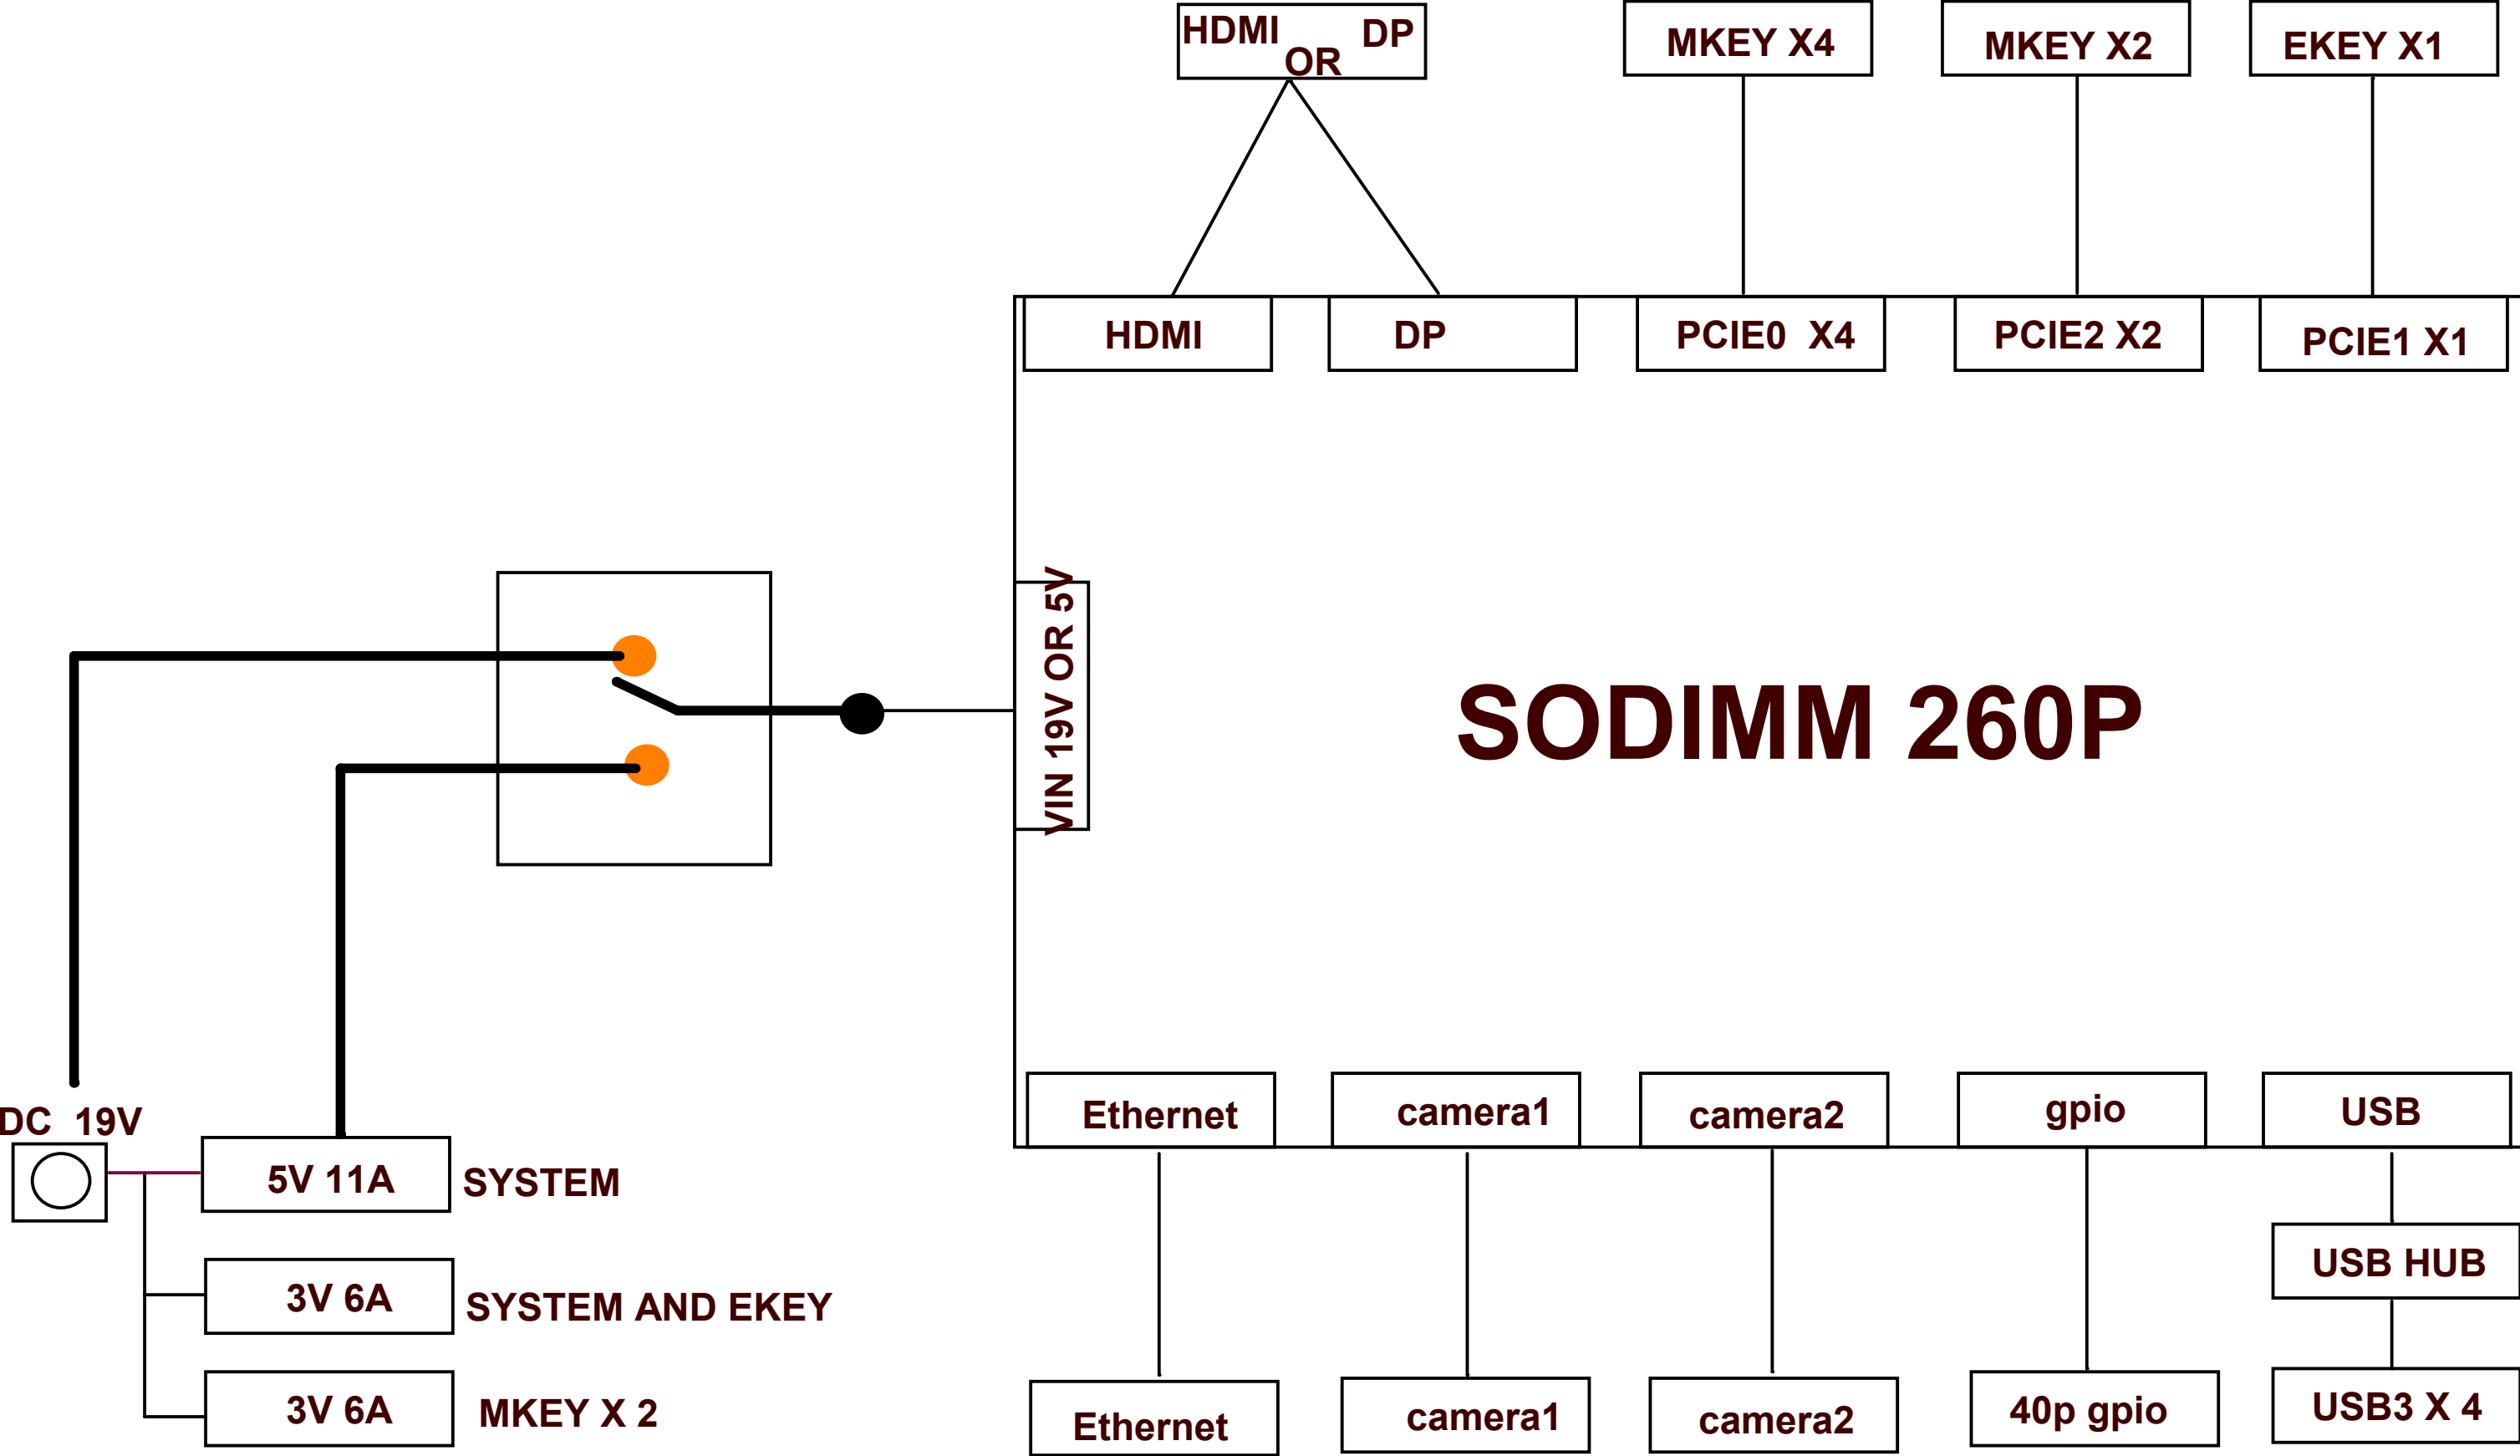 HDMI OR DP
MKEY X4
MKEY X2
EKEY X1
HDMI
DP
PCIE0 X4
PCIE2 X2
PCIE1 X1
VIN 19V OR 5V
SODIMM 260P
DC 19V
5V 11A
SYSTEM
3V 6A
SYSTEM AND EKEY
3V 6A
MKEY X 2
Ethernet
camera1
camera2
gpio
USB
USB HUB
Ethernet
camera1
camera2
40p gpio
USB3 X 4